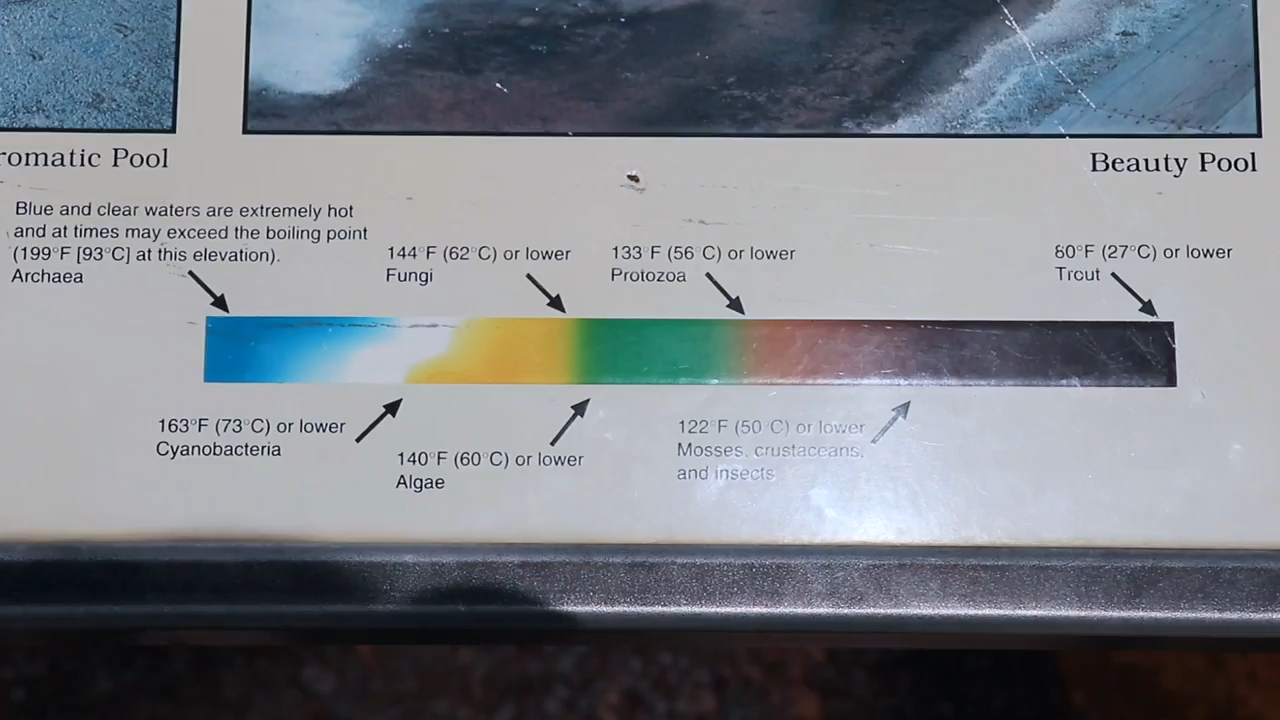 romatic Pool
Beauty Pool
Blue and clear waters are extremely hot
and at times may exceed the boiling point
(199°F [93°C] at this elevation).
Archaea
144°F (62°C) or lower
Fungi
133°F (56°C) or lower
Protozoa
80°F (27°C) or lower
Trout
163°F (73°C) or lower
Cyanobacteria
140°F (60°C) or lower
Algae
122°F (50°C) or lower
Mosses, crustaceans,
and insects